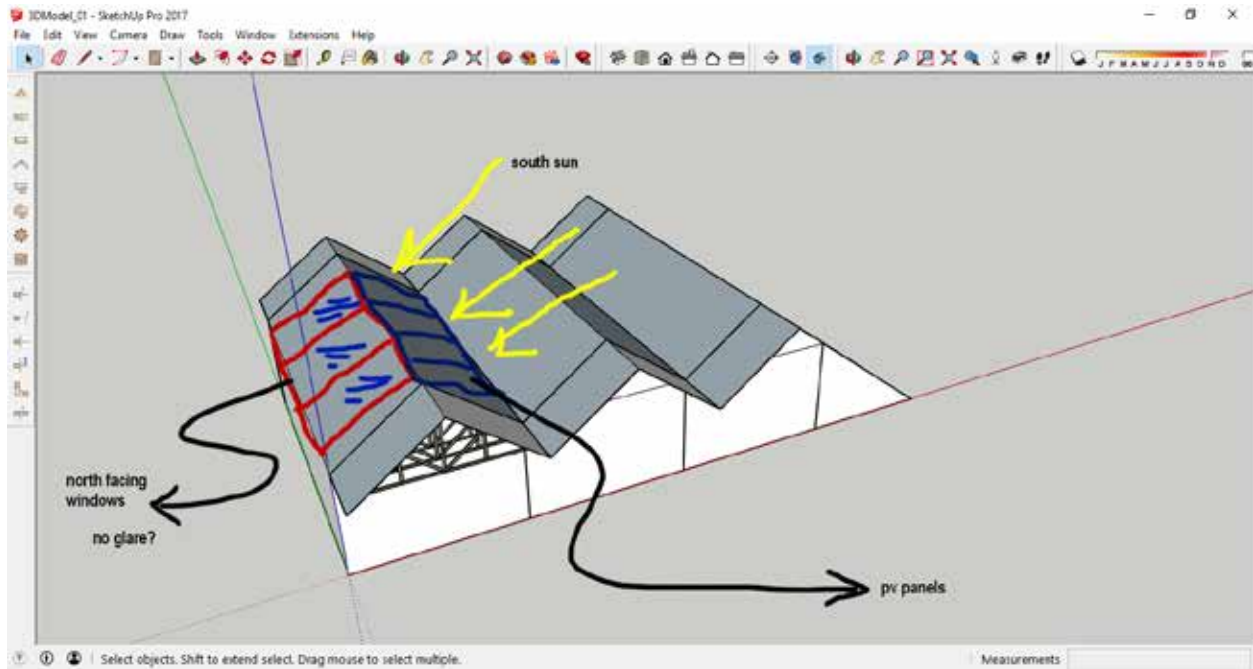 3DModel_01 - SketchUp Pro 2017
File Edit View Camera Draw Tools Window Extensions Help
J F M A M J J A S O N D
south sun
north facing
windows
no glare?
pv panels
Select objects. Shift to extend select. Drag mouse to select multiple.
Measurements